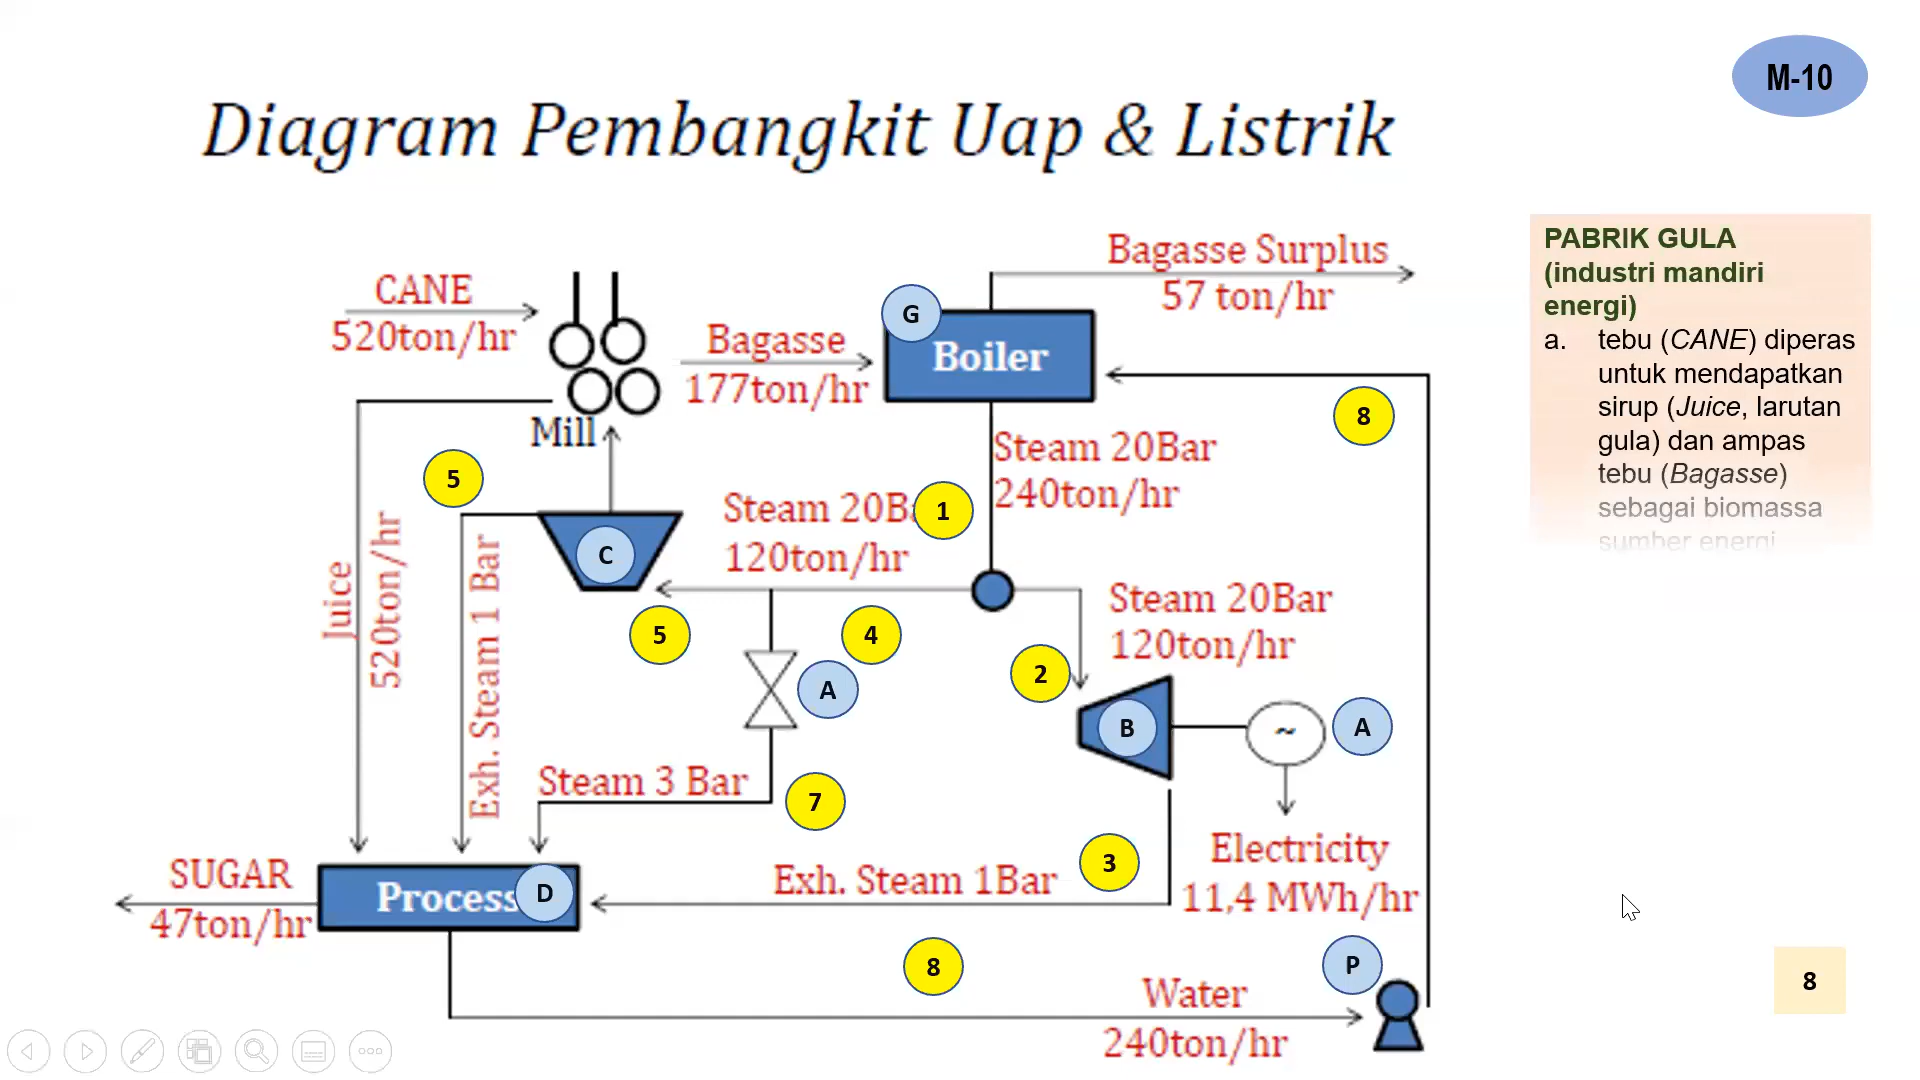 M-10
Diagram Pembangkit Uap & Listrik
CANE
520ton/hr
Mill
Bagasse
177ton/hr
G
Boiler
Bagasse Surplus
57 ton/hr
8
Steam 20Bar
240ton/hr
1
Steam 20Ba
120ton/hr
5
C
5
4
A
Juice
520ton/hr
Exh. Steam 1 Bar
Steam 20Bar
120ton/hr
2
B
~
A
Steam 3 Bar
7
Electricity
11,4 MWh/hr
3
Exh. Steam 1Bar
SUGAR
47ton/hr
Process
D
8
P
Water
240ton/hr
PABRIK GULA
(industri mandiri
energi)
a. tebu (CANE) diperas
untuk mendapatkan
sirup (Juice, larutan
gula) dan ampas
tebu (Bagasse)
sebagai biomassa
sumber energi
8